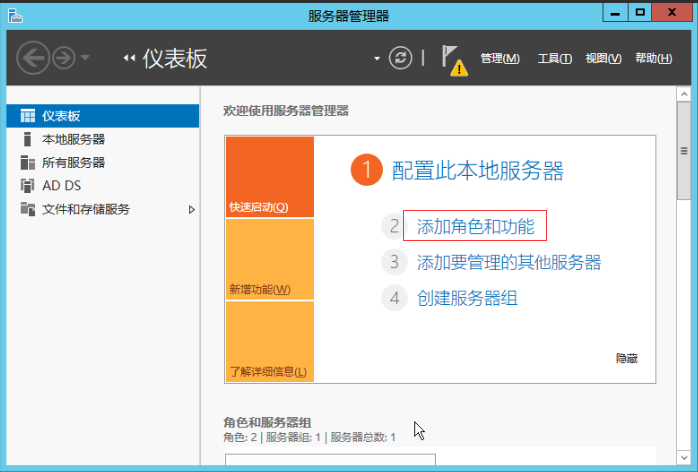 服务器管理器
仪表板
管理(M) 工具(T) 视图(V) 帮助(H)
仪表板
本地服务器
所有服务器
AD DS
文件和存储服务
欢迎使用服务器管理器
快速启动(Q)
新增功能(W)
了解详细信息(L)
1 配置此本地服务器
2 添加角色和功能
3 添加要管理的其他服务器
4 创建服务器组
隐藏
角色和服务器组
角色: 2 | 服务器组: 1 | 服务器总数: 1